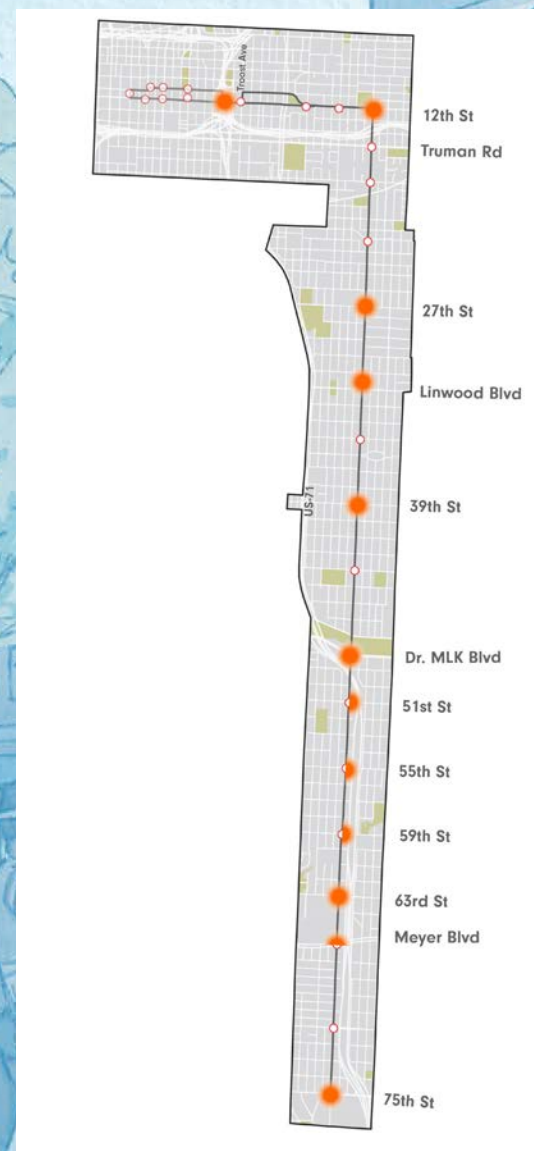 Troost Ave
12th St
Truman Rd
27th St
Linwood Blvd
US-71
39th St
Dr. MLK Blvd
51st St
55th St
59th St
63rd St
Meyer Blvd
75th St